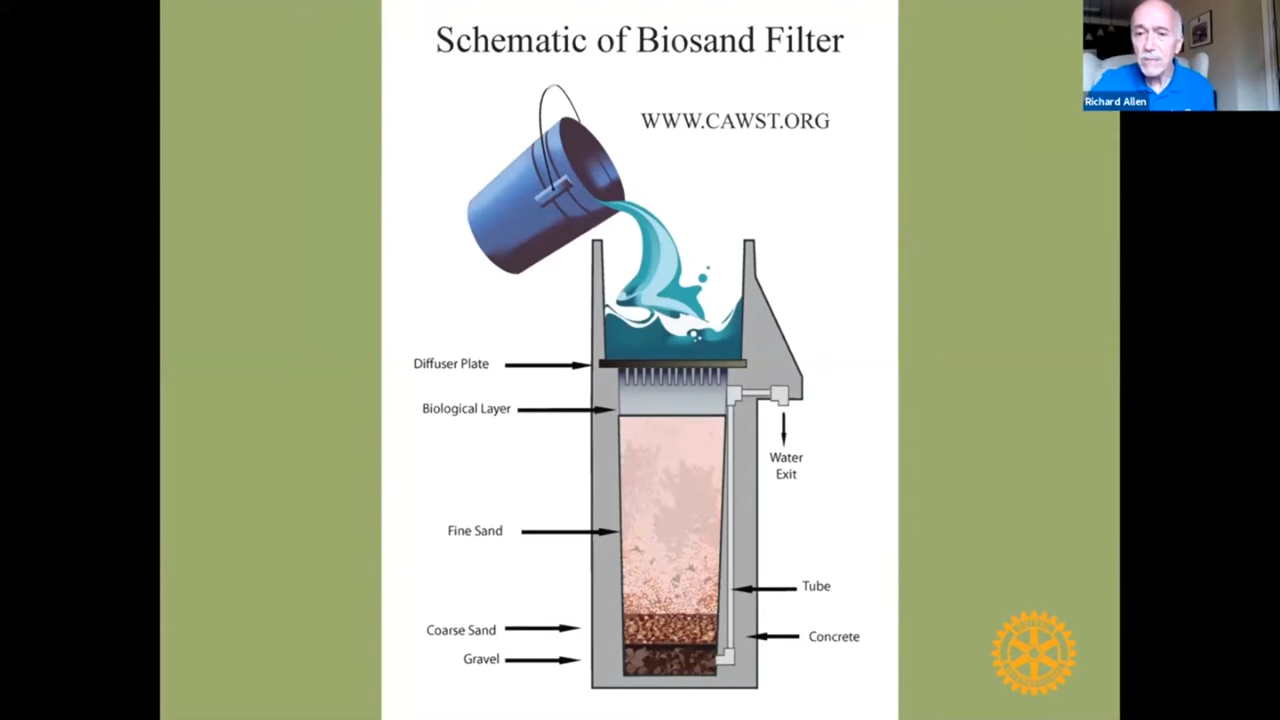 Schematic of Biosand Filter
WWW.CAWST.ORG
Richard Allen
Diffuser Plate
Biological Layer
Water
Exit
Fine Sand
Tube
Coarse Sand
Concrete
Gravel